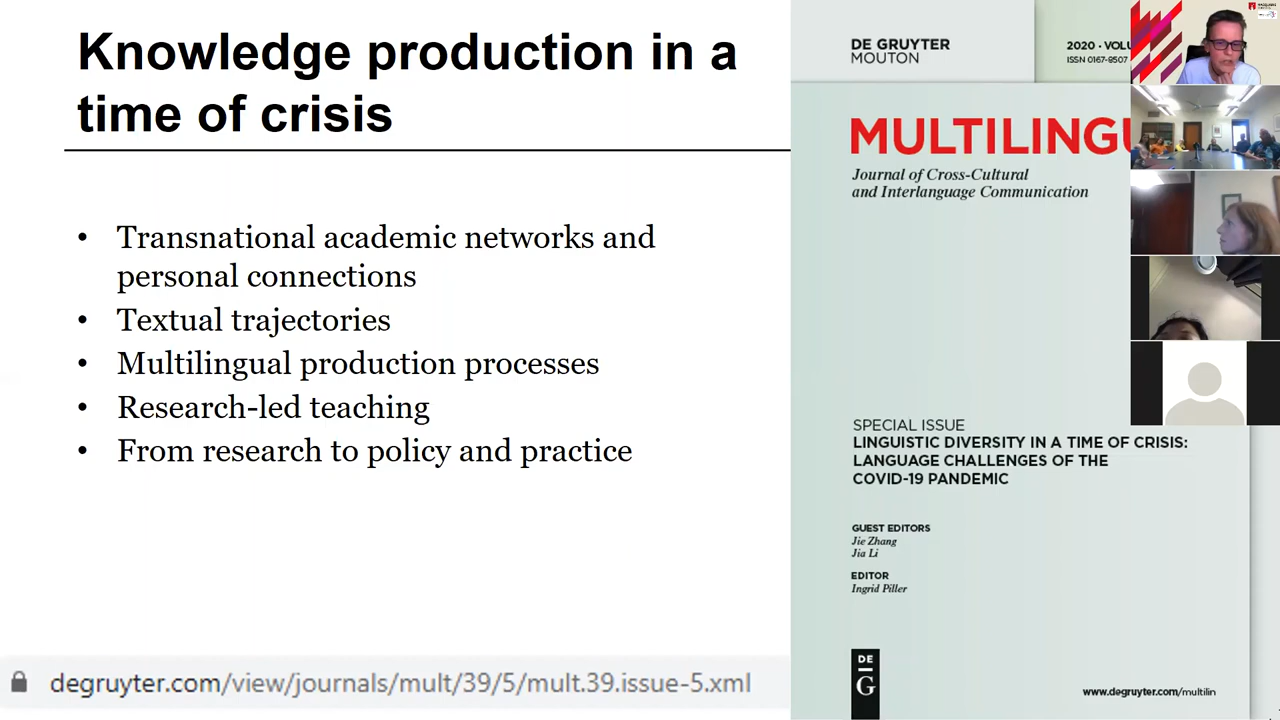 Knowledge production in a
time of crisis
• Transnational academic networks and
personal connections
• Textual trajectories
• Multilingual production processes
• Research-led teaching
• From research to policy and practice
degruyter.com/view/journals/mult/39/5/mult.39.issue-5.xml
DE GRUYTER
MOUTON
2020 · VOLU
ISSN 0167-8507
MULTILINGU
Journal of Cross-Cultural
and Interlanguage Communication
SPECIAL ISSUE
LINGUISTIC DIVERSITY IN A TIME OF CRISIS:
LANGUAGE CHALLENGES OF THE
COVID-19 PANDEMIC
GUEST EDITORS
Jie Zhang
Jia Li
EDITOR
Ingrid Piller
DE
G
www.degruyter.com/multilin